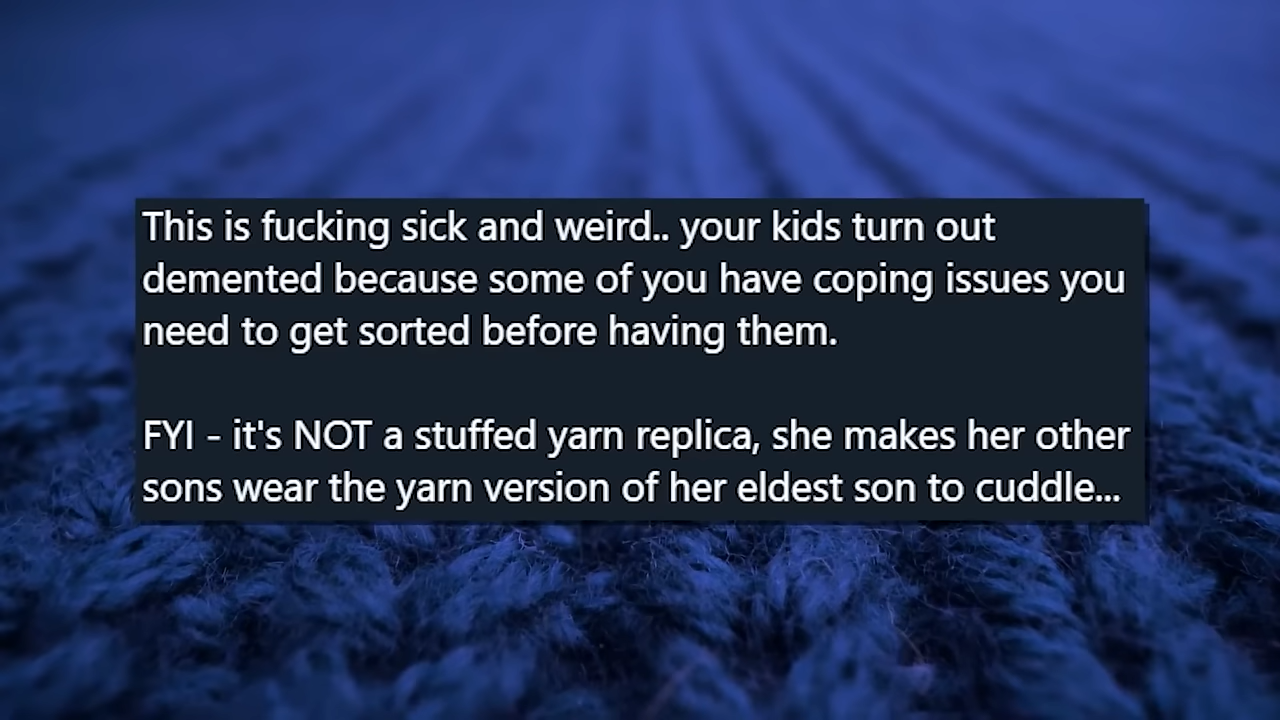 This is fucking sick and weird.. your kids turn out
demented because some of you have coping issues you
need to get sorted before having them.
FYI - it's NOT a stuffed yarn replica, she makes her other
sons wear the yarn version of her eldest son to cuddle...